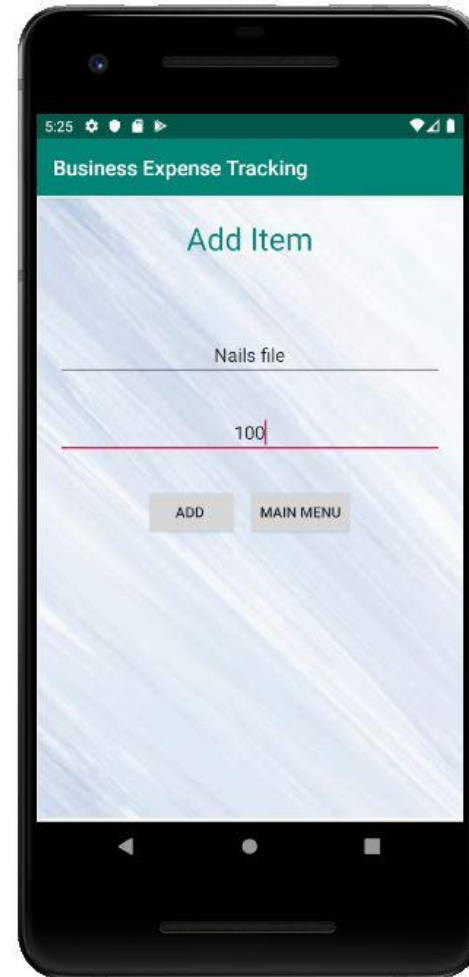 5:25
Business Expense Tracking
Add Item
Nails file
100
ADD MAIN MENU